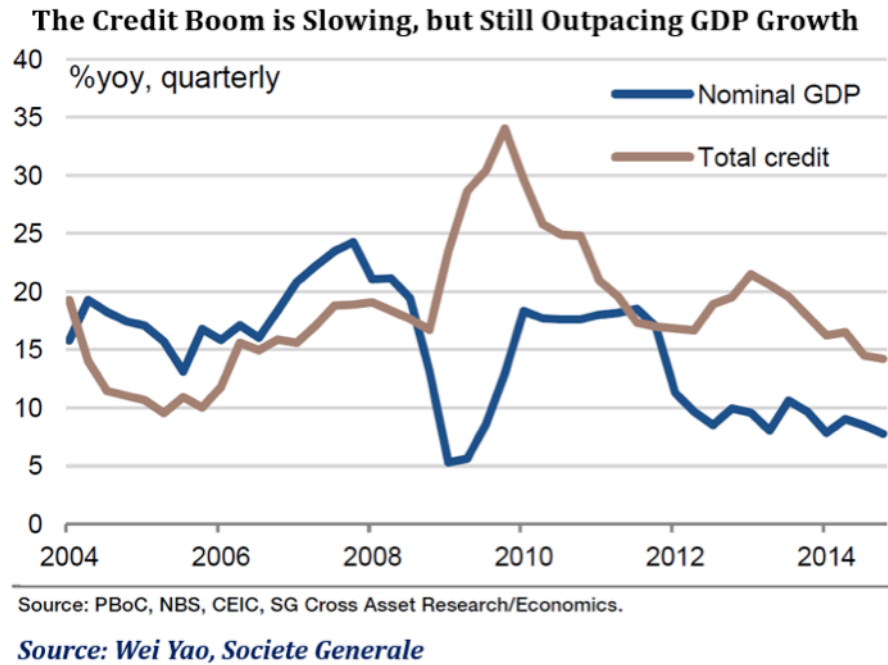 The Credit Boom is Slowing, but Still Outpacing GDP Growth
%yoy, quarterly
Nominal GDP
Total credit
40
35
30
25
20
15
10
5
0
2004 2006 2008 2010 2012 2014
Source: PBoC, NBS, CEIC, SG Cross Asset Research/Economics.
Source: Wei Yao, Societe Generale